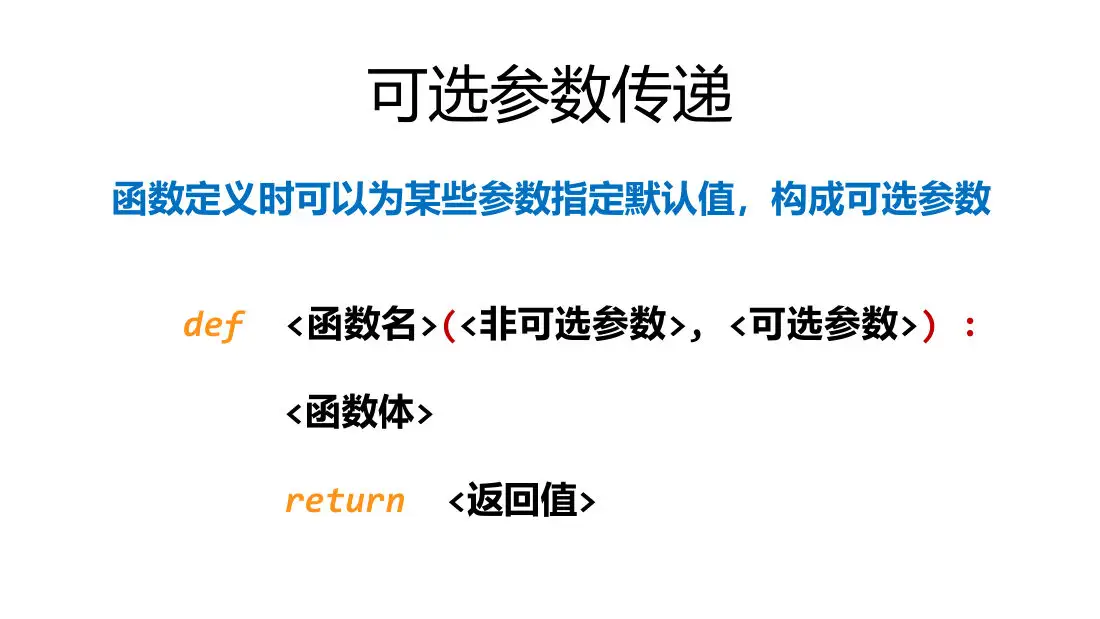 可选参数传递
函数定义时可以为某些参数指定默认值，构成可选参数
def <函数名>(<非可选参数>, <可选参数>) :
<函数体>
return <返回值>